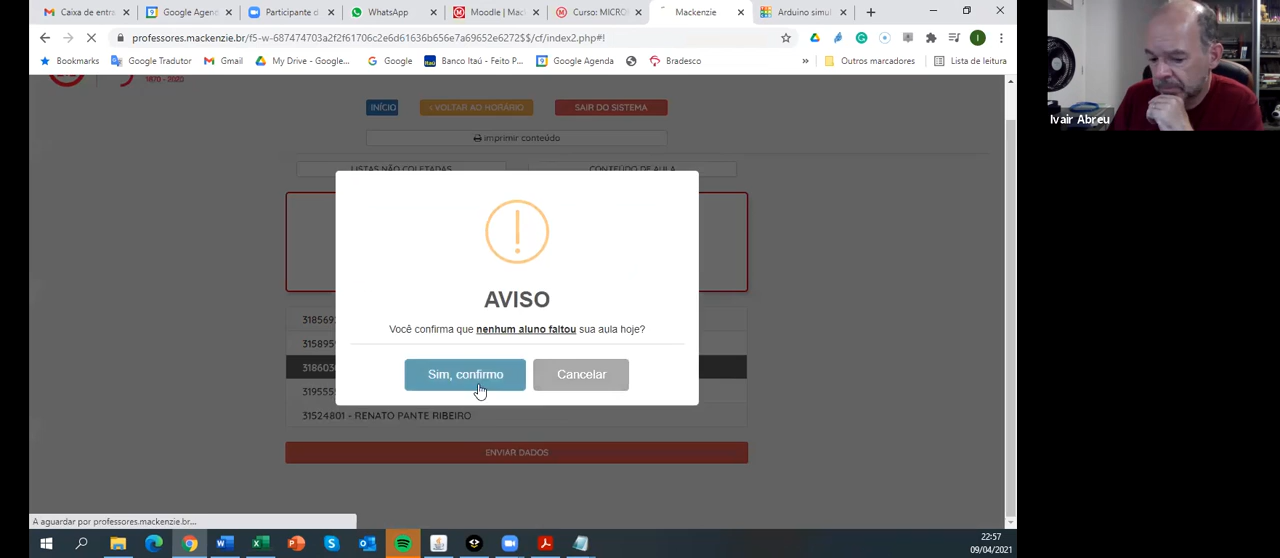 Caixa de entra
Google Agen
Participante d
WhatsApp
Moodle | Mac
Curso: MICRO
Mackenzie
Arduino simul
professores.mackenzie.br/f5-w-687474703a2f2f61706c2e6d61636b656e7a69652e6272$$/cf/index2.php#!
Bookmarks
Google Tradutor
Gmail
My Drive - Google...
Google
Banco Itaú - Feito P...
Google Agenda
Bradesco
Outros marcadores
Lista de leitura
1870 - 2020
INÍCIO
‹ VOLTAR AO HORÁRIO
SAIR DO SISTEMA
imprimir conteúdo
LISTAS NÃO COLETADAS
CONTEÚDO DE AULA
AVISO
Você confirma que nenhum aluno faltou sua aula hoje?
Sim, confirmo
Cancelar
31524801 - RENATO PANTE RIBEIRO
ENVIAR DADOS
A aguardar por professores.mackenzie.br...
22:57
09/04/2021
Ivair Abreu